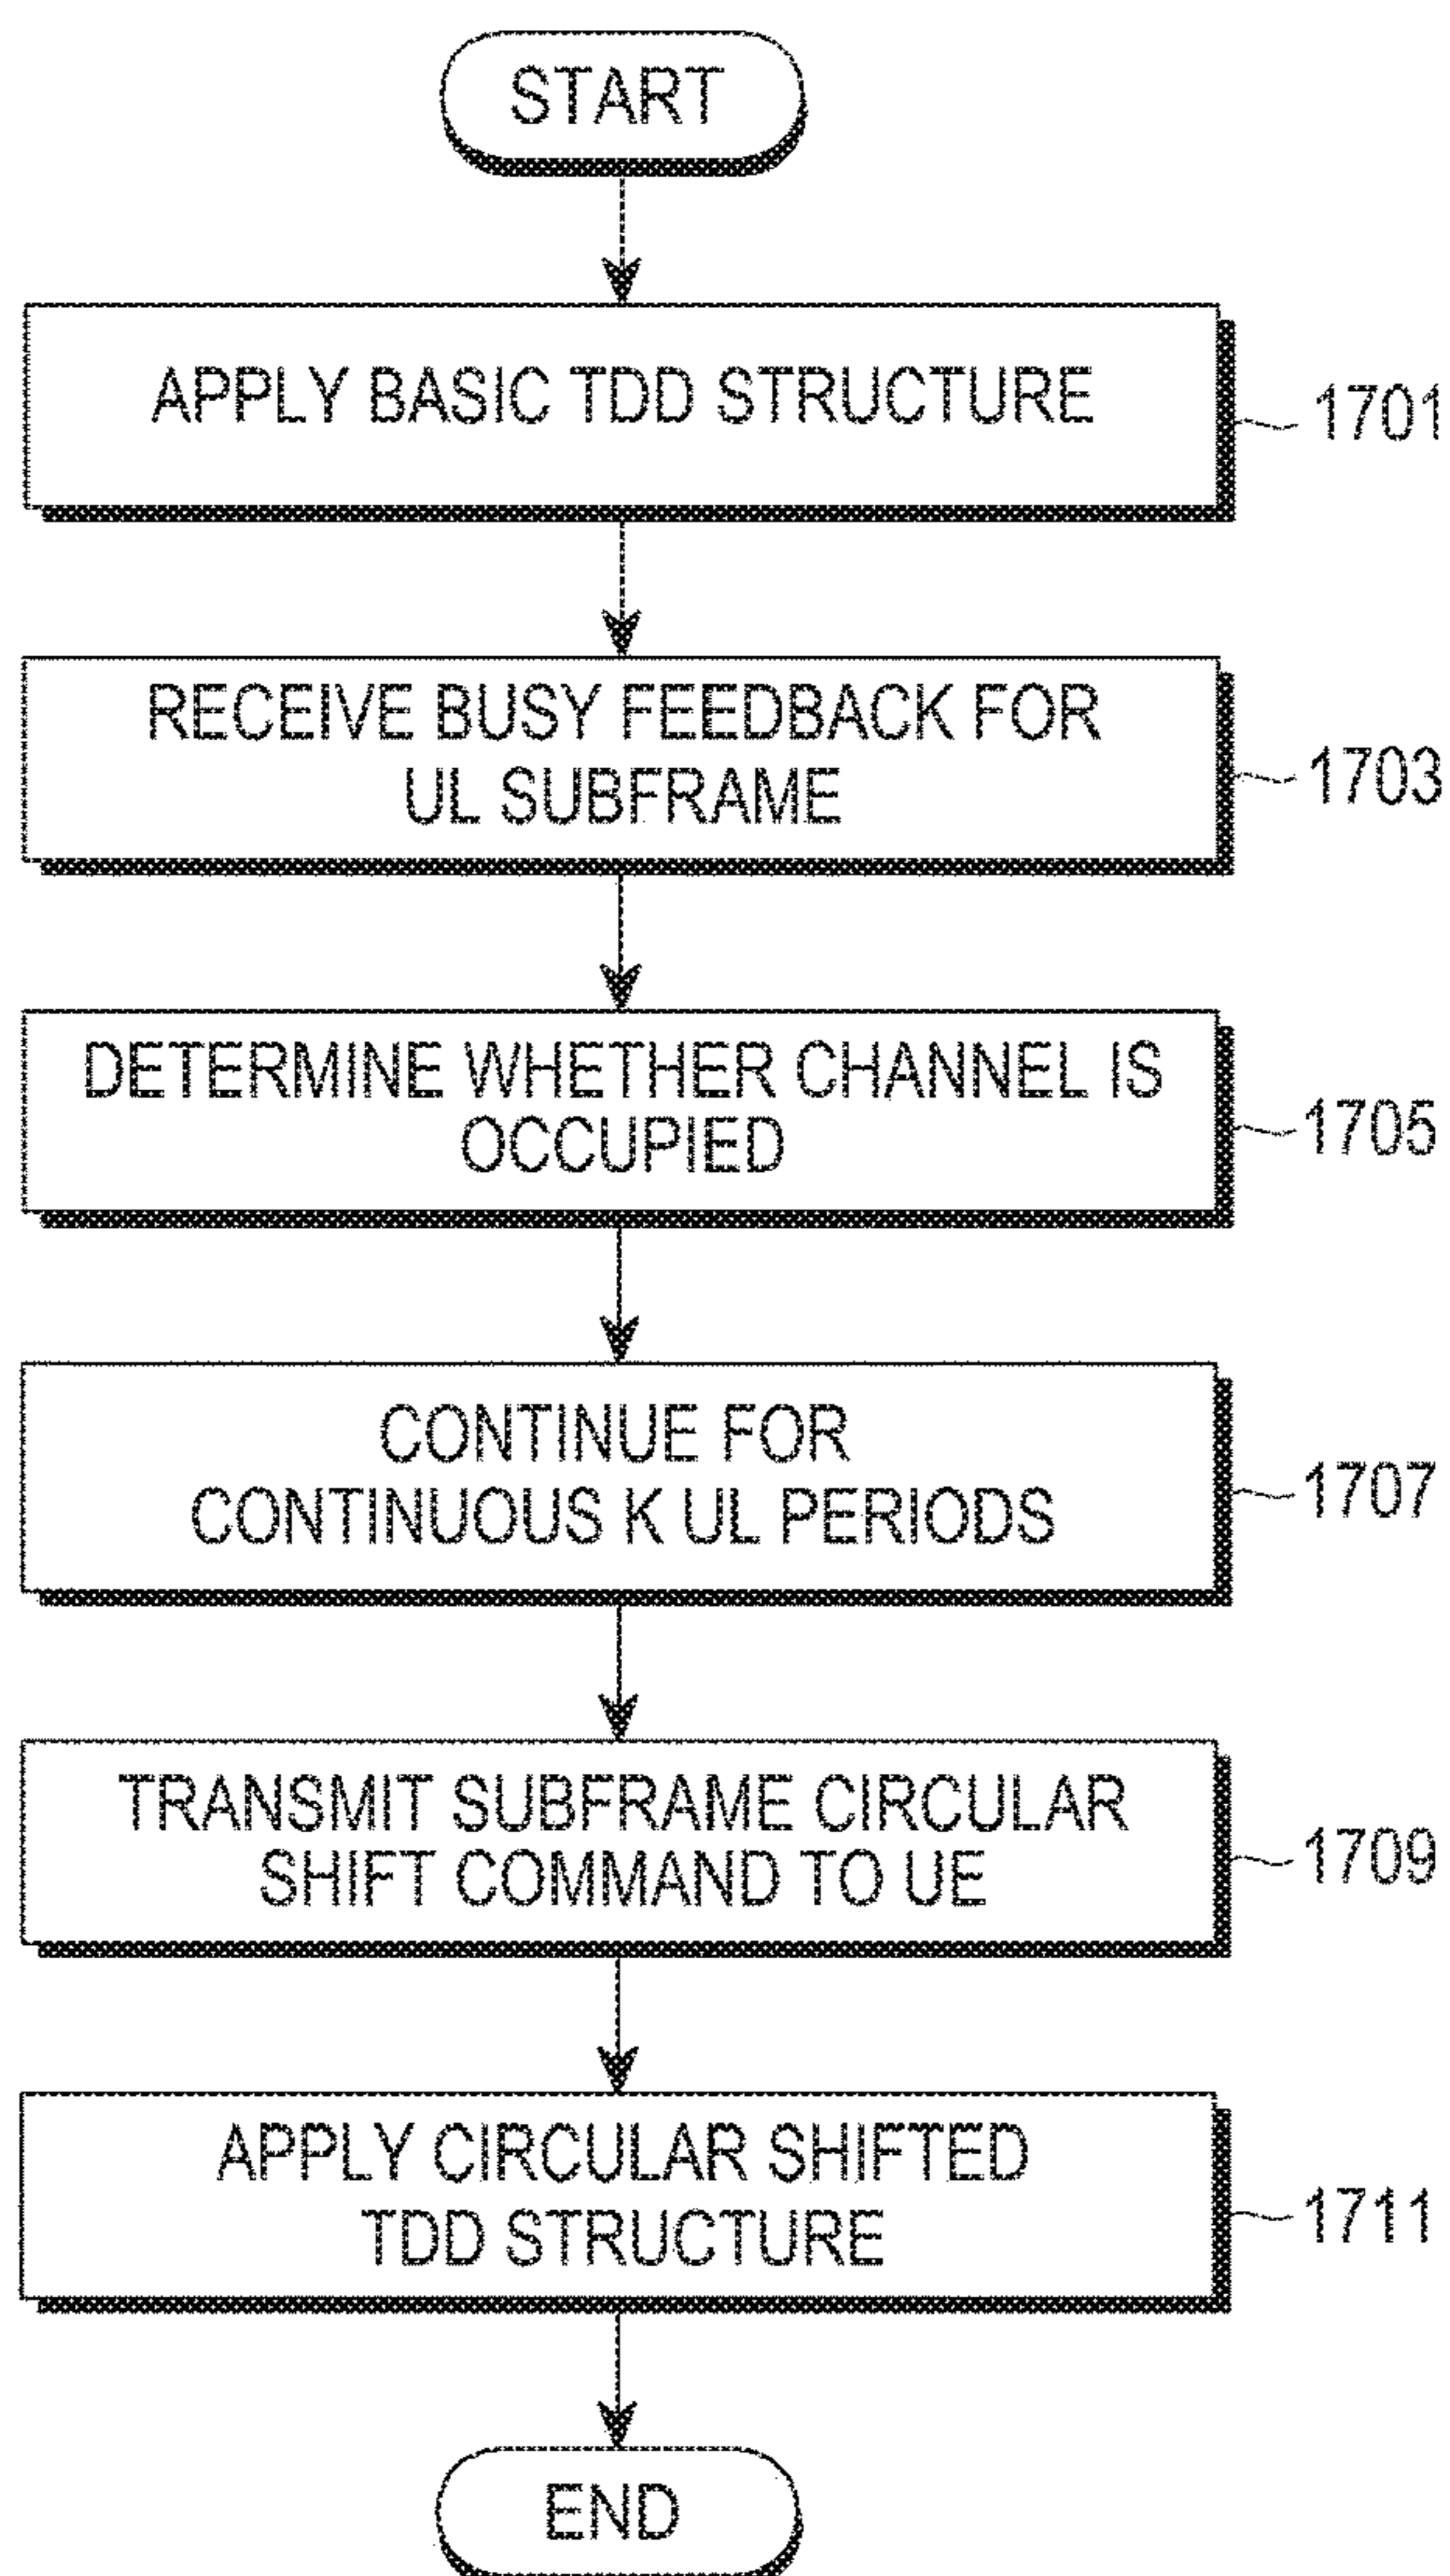 START
APPLY BASIC TDD STRUCTURE
1701
RECEIVE BUSY FEEDBACK FOR
UL SUBFRAME
1703
DETERMINE WHETHER CHANNEL IS
OCCUPIED
1705
CONTINUE FOR
CONTINUOUS K UL PERIODS
1707
TRANSMIT SUBFRAME CIRCULAR
SHIFT COMMAND TO UE
1709
APPLY CIRCULAR SHIFTED
TDD STRUCTURE
1711
END